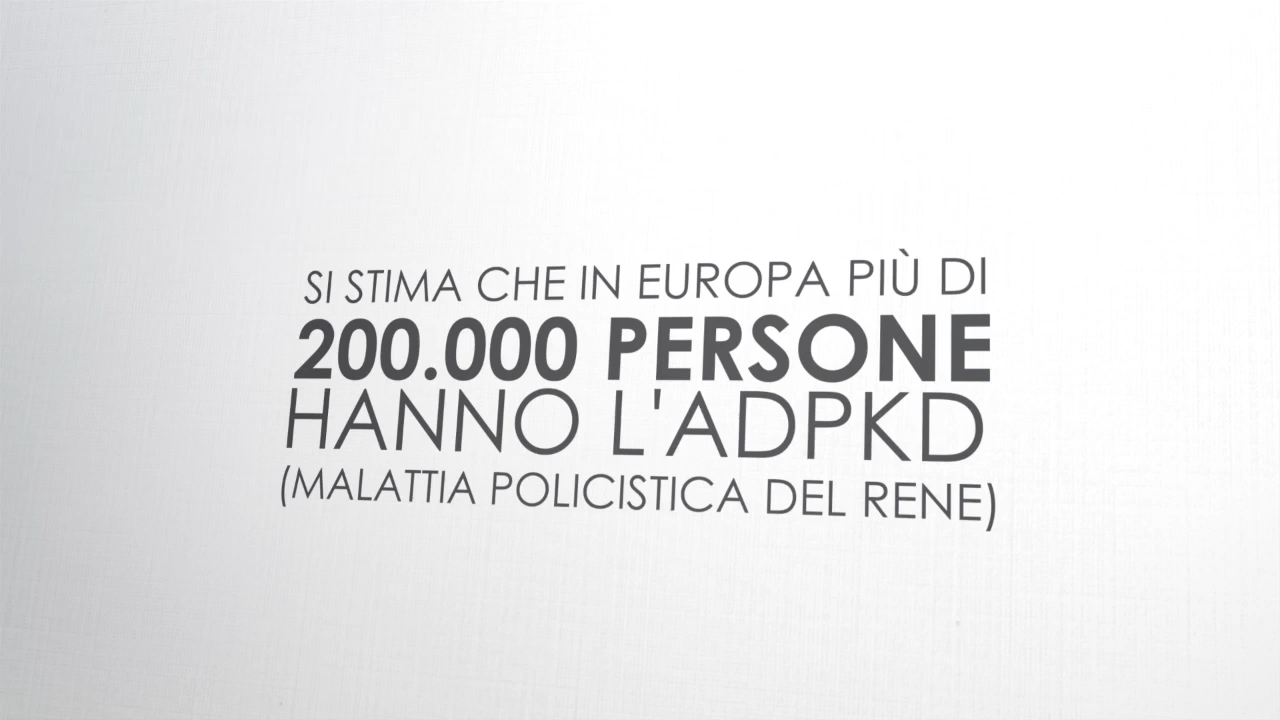 SI STIMA CHE IN EUROPA PIÙ DI
200.000 PERSONE
HANNO L'ADPKD
(MALATTIA POLICISTICA DEL RENE)